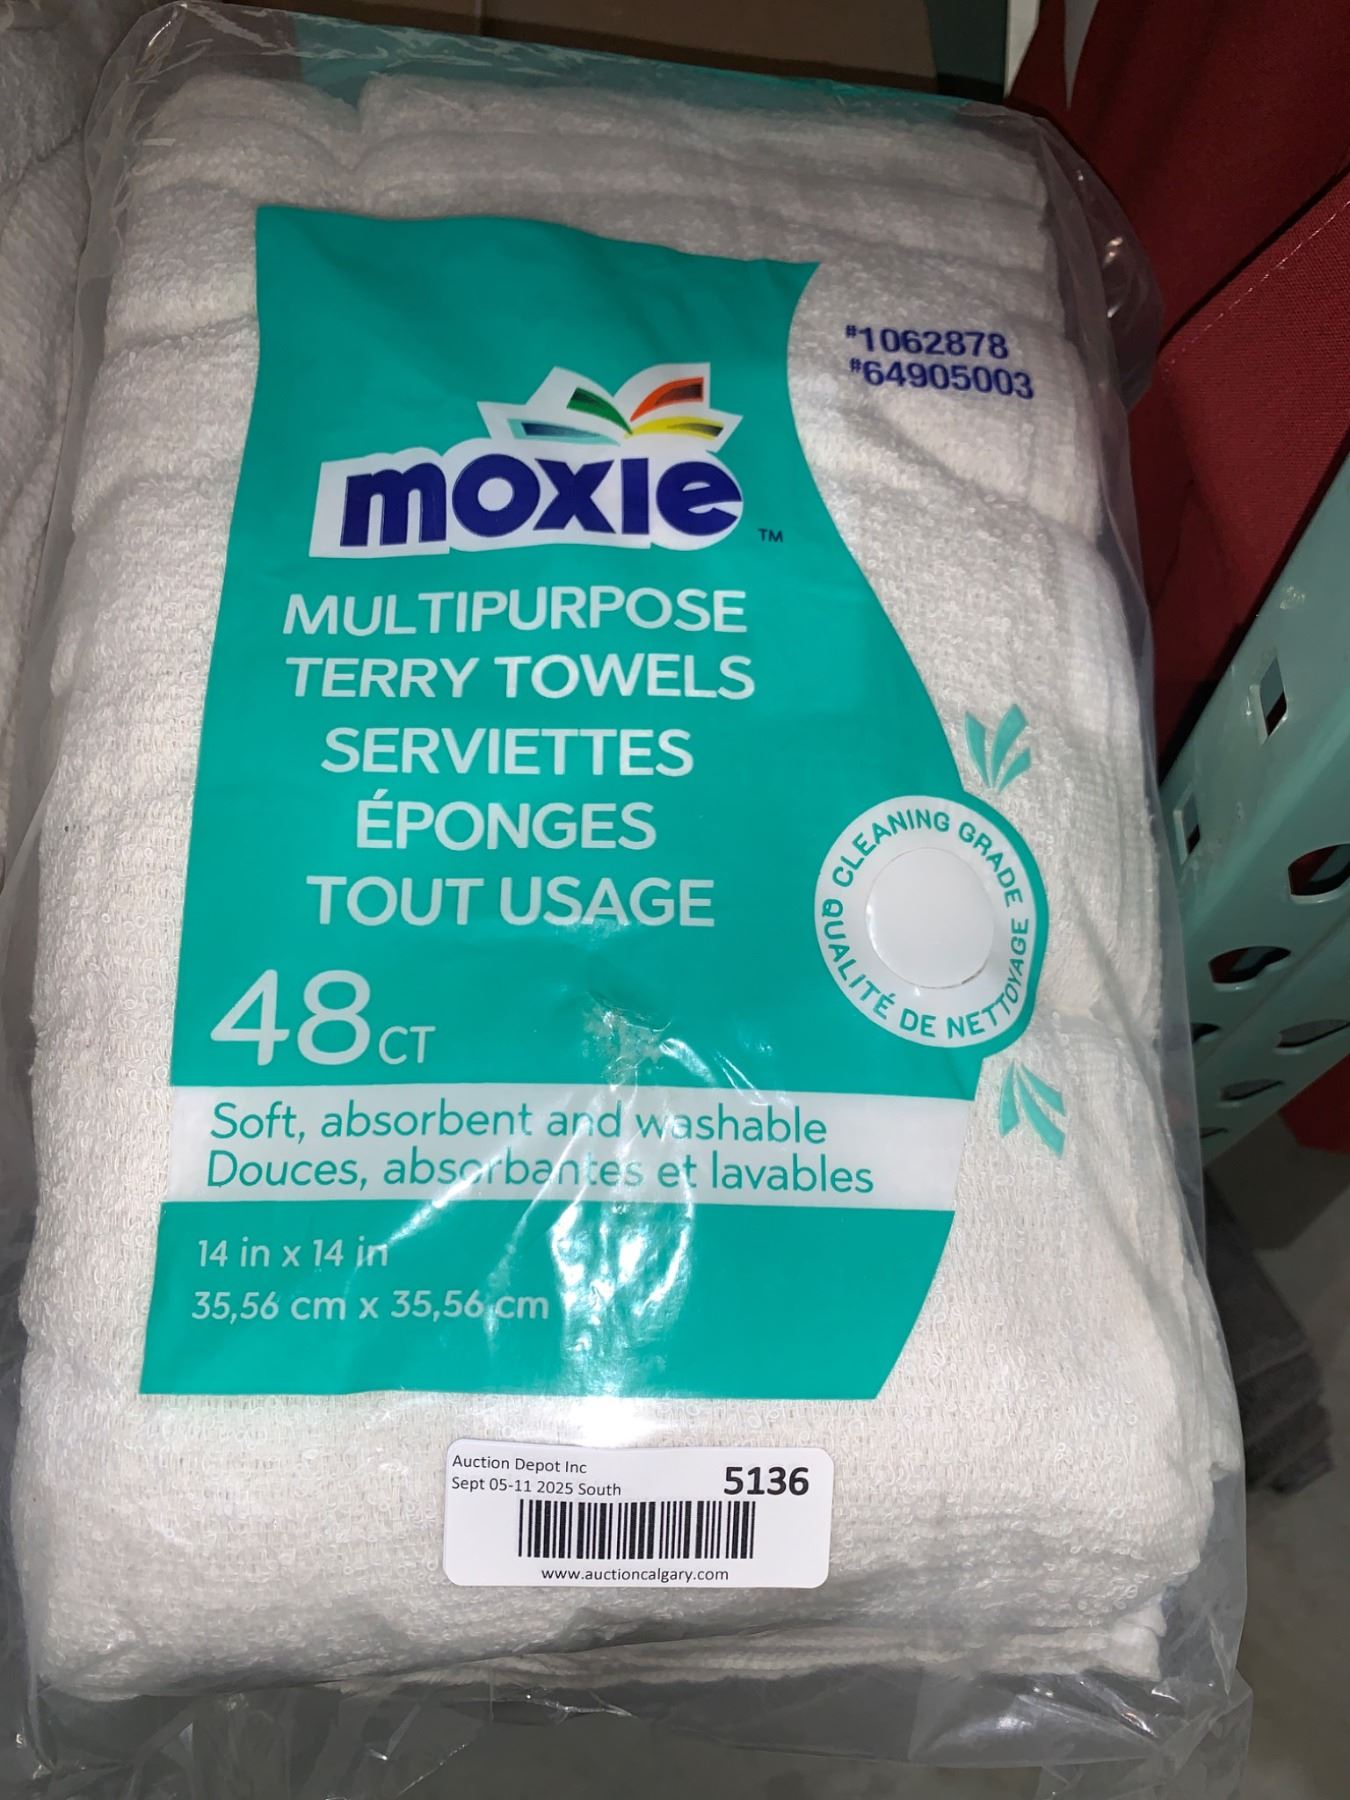 #1062878
#64905003
moxie ™
MULTIPURPOSE
TERRY TOWELS
SERVIETTES
ÉPONGES
TOUT USAGE
CLEANING GRADE
QUALITÉ DE NETTOYAGE
48 CT
Soft, absorbent and washable
Douces, absorbantes et lavables
14 in x 14 in
35,56 cm x 35,56 cm
Auction Depot Inc
Sept 05-11 2025 South
5136
www.auctioncalgary.com